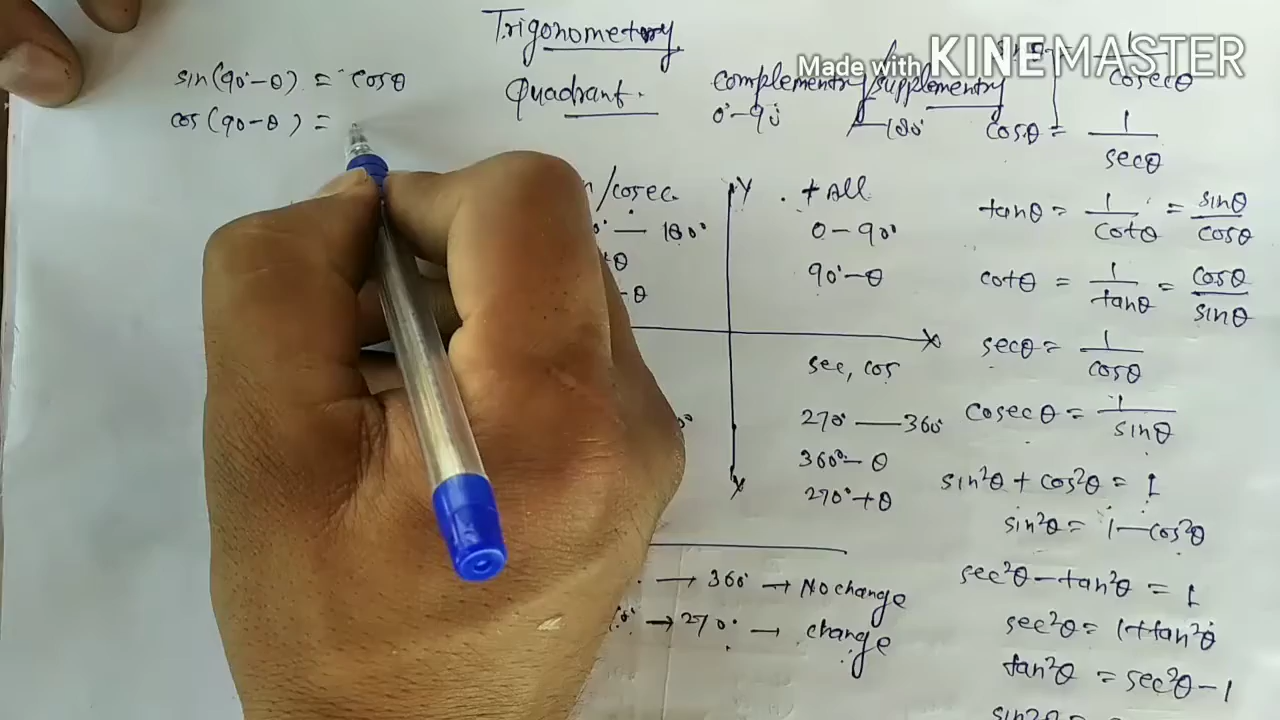 Trigonometory
Quadrant.
complementry/supplementry
0°-90°
180°
sin(90°-θ) = cosθ
cos(90-θ) =
/cosec
180°
θ
-θ
Y
+ All
0-90°
90°-θ
X
sec, cos
270° — 360°
360°- θ
270°+θ
Y
→ 360° → No change
→ 270° → change
1/cosecθ
cosθ = 1/secθ
tanθ = 1/cotθ = sinθ/cosθ
cotθ = 1/tanθ = cosθ/sinθ
secθ = 1/cosθ
cosecθ = 1/sinθ
sin²θ + cos²θ = 1
sin²θ = 1-cos²θ
sec²θ-tan²θ = 1
sec²θ = 1+tan²θ
tan²θ = sec²θ-1
Made with KINEMASTER